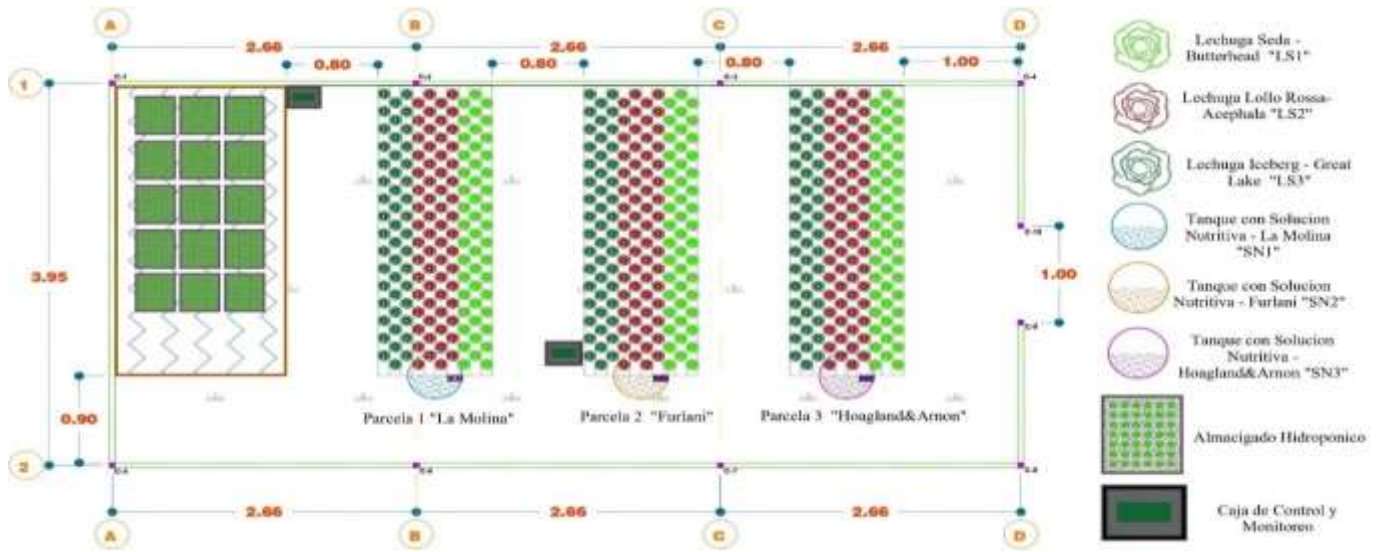 A B C D
2.66 2.66 2.66
0.80 0.80 0.80 1.00
1
3.95
0.90
2
1.00
Parcela 1 "La Molina" Parcela 2 "Furlani" Parcela 3 "Hoagland&Arnon"
2.66 2.66 2.66
A B C D
Lechuga Seda -
Butterhead "LS1"
Lechuga Lollo Rossa-
Acephala "LS2"
Lechuga Iceberg - Great
Lake "LS3"
Tanque con Solucion
Nutritiva - La Molina
"SN1"
Tanque con Solucion
Nutritiva - Furlani "SN2"
Tanque con Solucion
Nutritiva -
Hoagland&Arnon "SN3"
Almacigado Hidroponico
Caja de Control y
Monitoreo